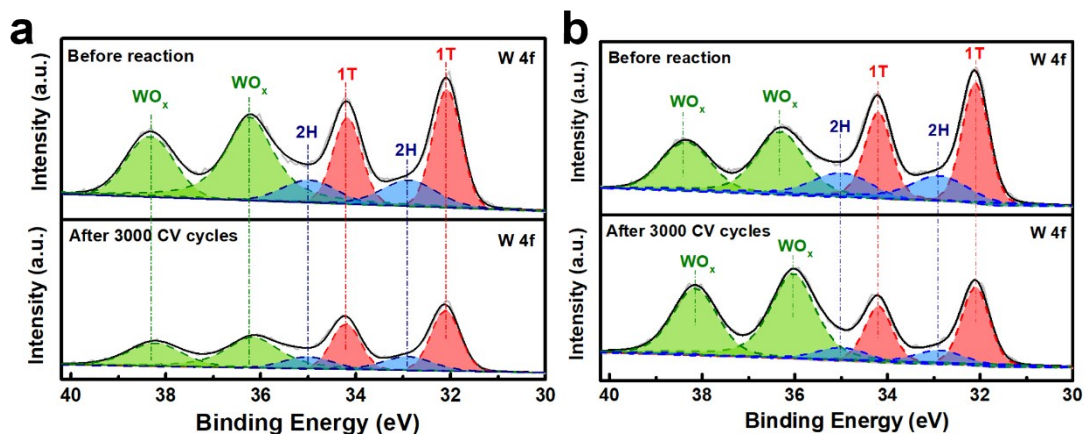 a
Before reaction
W 4f
WOx
WOx
2H
1T
2H
1T
Intensity (a.u.)
After 3000 CV cycles
W 4f
Intensity (a.u.)
40
38
36
34
32
30
Binding Energy (eV)
b
Before reaction
W 4f
WOx
WOx
2H
1T
2H
1T
Intensity (a.u.)
After 3000 CV cycles
W 4f
WOx
WOx
Intensity (a.u.)
40
38
36
34
32
30
Binding Energy (eV)